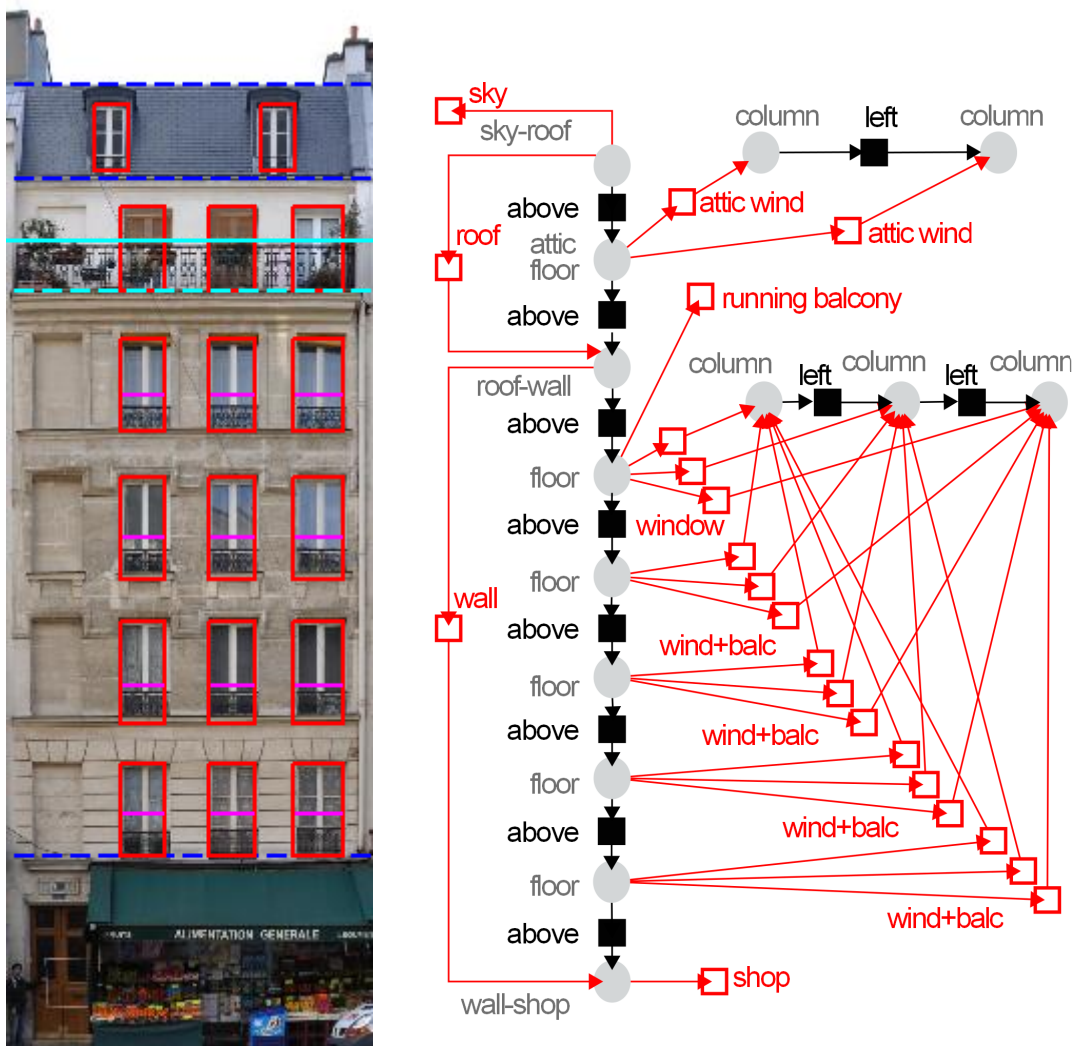 sky
sky-roof
column
left
column
above
attic wind
roof
attic
floor
attic wind
above
running balcony
roof-wall
column
left
column
left
column
above
floor
window
above
floor
wall
above
wind+balc
floor
above
wind+balc
floor
above
wind+balc
floor
wind+balc
above
ALIMENTATION GENERALE
wall-shop
shop